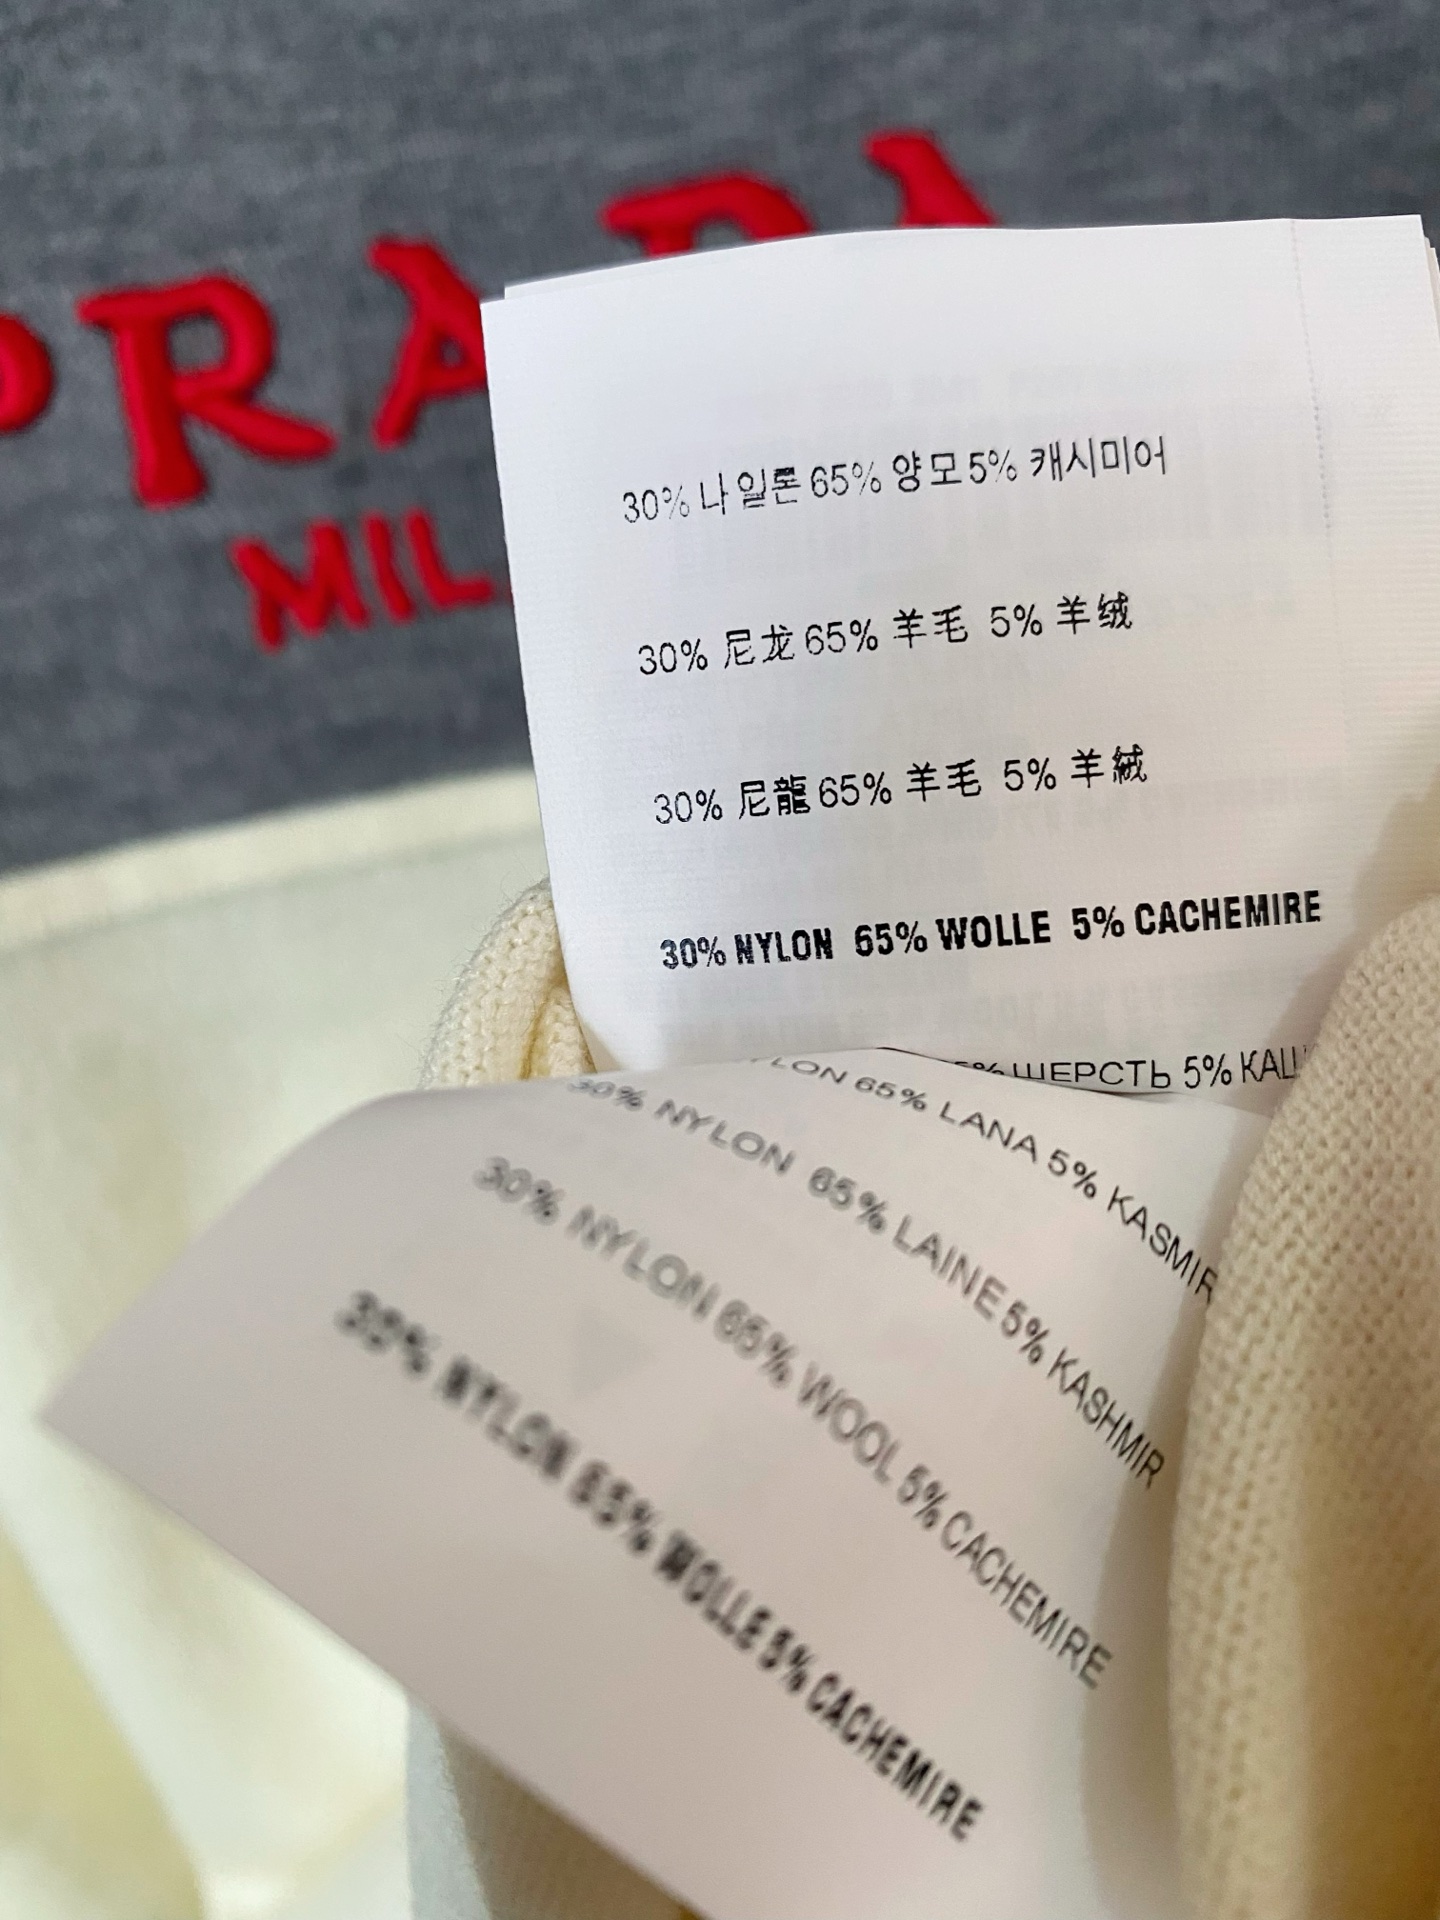 PRADA
MIL
30% 나일론 65% 양모 5% 캐시미어
30% 尼龙 65% 羊毛 5% 羊绒
30% 尼龍 65% 羊毛 5% 羊絨
30% NYLON 65% WOLLE 5% CACHEMIRE
5% ШЕРСТЬ 5% КАШ
YLON 65% LANA 5% KASMIR
30% NYLON 65% LAINE 5% KASHMIR
30% NYLON 65% WOOL 5% CACHEMIRE
30% NYLON 65% WOLLE 5% CACHEMIRE